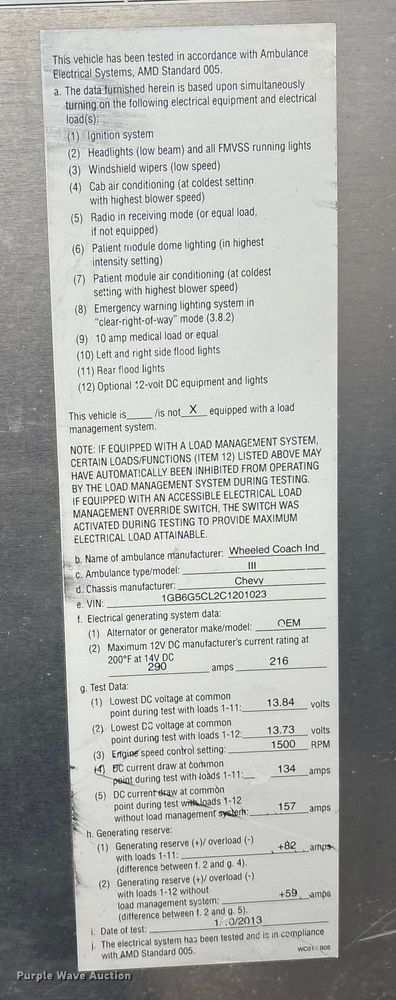 This vehicle has been tested in accordance with Ambulance
Electrical Systems, AMD Standard 005.
a. The data furnished herein is based upon simultaneously
turning on the following electrical equipment and electrical
load(s):
(1) Ignition system
(2) Headlights (low beam) and all FMVSS running lights
(3) Windshield wipers (low speed)
(4) Cab air conditioning (at coldest setting
with highest blower speed)
(5) Radio in receiving mode (or equal load,
if not equipped)
(6) Patient module dome lighting (in highest
intensity setting)
(7) Patient module air conditioning (at coldest
setting with highest blower speed)
(8) Emergency warning lighting system in
"clear-right-of-way" mode (3.8.2)
(9) 10 amp medical load or equal
(10) Left and right side flood lights
(11) Rear flood lights
(12) Optional 12-volt DC equipment and lights
This vehicle is____ /is not_X_ equipped with a load
management system.
NOTE: IF EQUIPPED WITH A LOAD MANAGEMENT SYSTEM,
CERTAIN LOADS/FUNCTIONS (ITEM 12) LISTED ABOVE MAY
HAVE AUTOMATICALLY BEEN INHIBITED FROM OPERATING
BY THE LOAD MANAGEMENT SYSTEM DURING TESTING.
IF EQUIPPED WITH AN ACCESSIBLE ELECTRICAL LOAD
MANAGEMENT OVERRIDE SWITCH, THE SWITCH WAS
ACTIVATED DURING TESTING TO PROVIDE MAXIMUM
ELECTRICAL LOAD ATTAINABLE.
b. Name of ambulance manufacturer: Wheeled Coach Ind
c. Ambulance type/model: III
d. Chassis manufacturer: Chevy
e. VIN: 1GB6G5CL2C1201023
f. Electrical generating system data:
(1) Alternator or generator make/model: OEM
(2) Maximum 12V DC manufacturer's current rating at
200°F at 14V DC
290 amps 216
g. Test Data:
(1) Lowest DC voltage at common
point during test with loads 1-11: 13.84 volts
(2) Lowest DC voltage at common
point during test with loads 1-12: 13.73 volts
(3) Engine speed control setting: 1500 RPM
(4) DC current draw at common
point during test with loads 1-11: 134 amps
(5) DC current draw at common
point during test with loads 1-12
without load management system: 157 amps
h. Generating reserve:
(1) Generating reserve (+)/ overload (-)
with loads 1-11: +82 amps
(difference between f. 2 and g. 4).
(2) Generating reserve (+)/ overload (-)
with loads 1-12 without
load management system: +59 amps
(difference between f. 2 and g. 5).
i. Date of test: 0/2013
j. The electrical system has been tested and is in compliance
with AMD Standard 005.
Purple Wave Auction